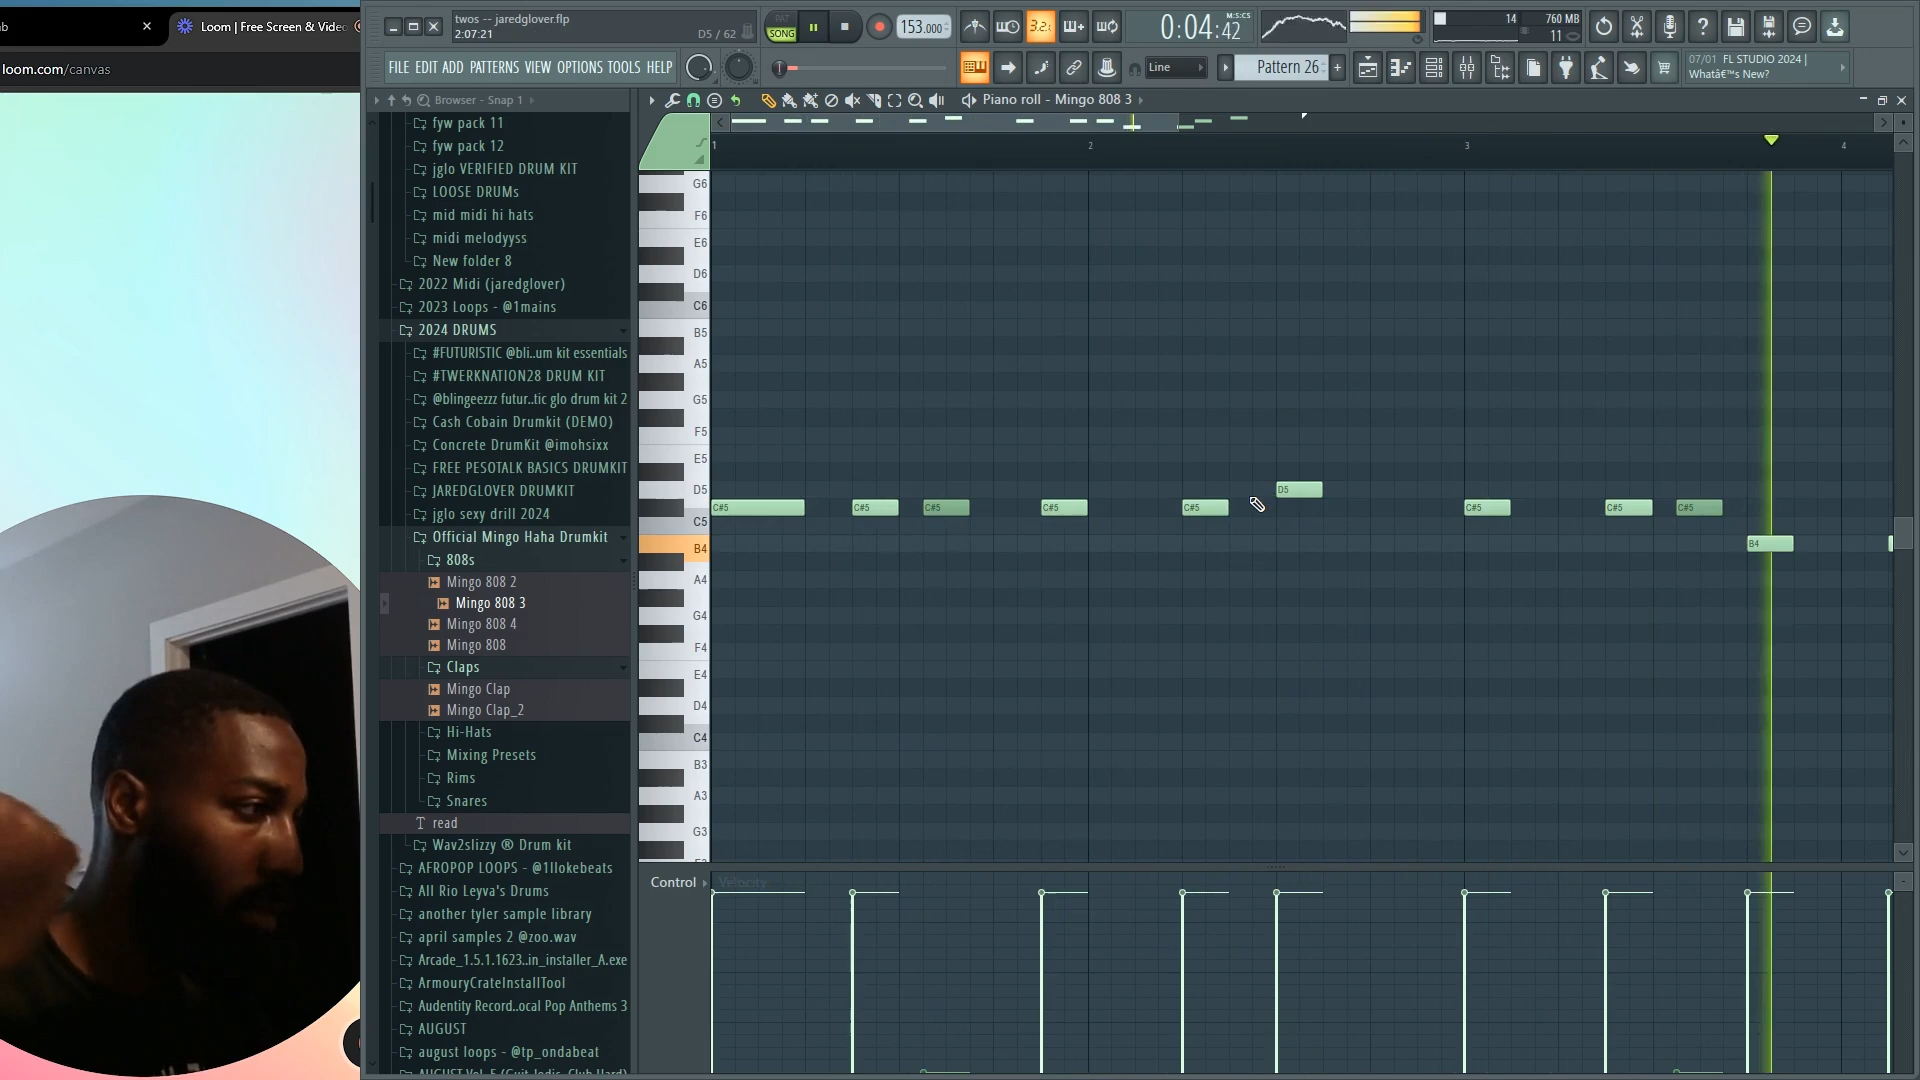 ab
Loom | Free Screen & Video
loom.com/canvas
twos -- jaredglover.flp
2:07:21
D5 / 62
PAT
SONG
153.000
3.2:
0:04:42
M:S:CS
14
760 MB
11
FILE EDIT ADD PATTERNS VIEW OPTIONS TOOLS HELP
Line
Pattern 26
07/01 FL STUDIO 2024 |
Whatâ€™s New?
Browser - Snap 1
Piano roll - Mingo 808 3
fyw pack 11
fyw pack 12
jglo VERIFIED DRUM KIT
LOOSE DRUMs
mid midi hi hats
midi melodyyss
New folder 8
2022 Midi (jaredglover)
2023 Loops - @1mains
2024 DRUMS
#FUTURISTIC @bli..um kit essentials
#TWERKNATION28 DRUM KIT
@blingeezzz futur..tic glo drum kit 2
Cash Cobain Drumkit (DEMO)
Concrete DrumKit @imohsixx
FREE PESOTALK BASICS DRUMKIT
JAREDGLOVER DRUMKIT
jglo sexy drill 2024
Official Mingo Haha Drumkit
808s
Mingo 808 2
Mingo 808 3
Mingo 808 4
Mingo 808
Claps
Mingo Clap
Mingo Clap_2
Hi-Hats
Mixing Presets
Rims
Snares
read
Wav2slizzy ® Drum kit
AFROPOP LOOPS - @1llokebeats
All Rio Leyva's Drums
another tyler sample library
april samples 2 @zoo.wav
Arcade_1.5.1.1623..in_installer_A.exe
ArmouryCrateInstallTool
Audentity Record..ocal Pop Anthems 3
AUGUST
august loops - @tp_ondabeat
1
2
3
4
G6
F6
E6
D6
C6
B5
A5
G5
F5
E5
D5
C5
B4
A4
G4
F4
E4
D4
C4
B3
A3
G3
D5
C#5
C#5
C#5
C#5
C#5
C#5
C#5
C#5
B4
Control
Velocity